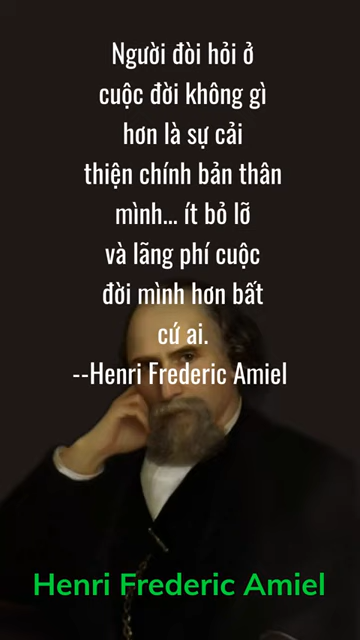 Người đòi hỏi ở
cuộc đời không gì
hơn là sự cải
thiện chính bản thân
mình... ít bỏ lỡ
và lãng phí cuộc
đời mình hơn bất
cứ ai.
--Henri Frederic Amiel
Henri Frederic Amiel